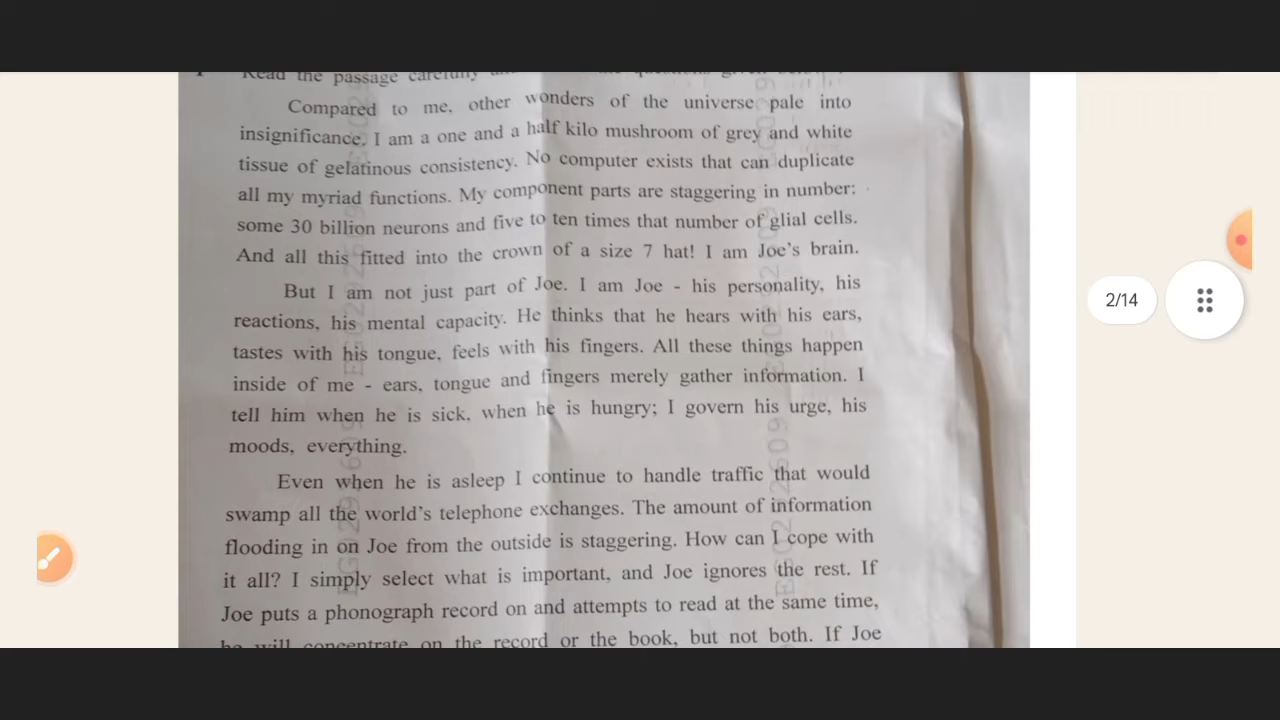 Read the passage carefully
Compared to me, other wonders of the universe pale into
insignificance. I am a one and a half kilo mushroom of grey and white
tissue of gelatinous consistency. No computer exists that can duplicate
all my myriad functions. My component parts are staggering in number:
some 30 billion neurons and five to ten times that number of glial cells.
And all this fitted into the crown of a size 7 hat! I am Joe's brain.
But I am not just part of Joe. I am Joe - his personality, his
reactions, his mental capacity. He thinks that he hears with his ears,
tastes with his tongue, feels with his fingers. All these things happen
inside of me - ears, tongue and fingers merely gather information. I
tell him when he is sick, when he is hungry; I govern his urge, his
moods, everything.
Even when he is asleep I continue to handle traffic that would
swamp all the world's telephone exchanges. The amount of information
flooding in on Joe from the outside is staggering. How can I cope with
it all? I simply select what is important, and Joe ignores the rest. If
Joe puts a phonograph record on and attempts to read at the same time,
he will concentrate on the record or the book, but not both. If Joe
2/14